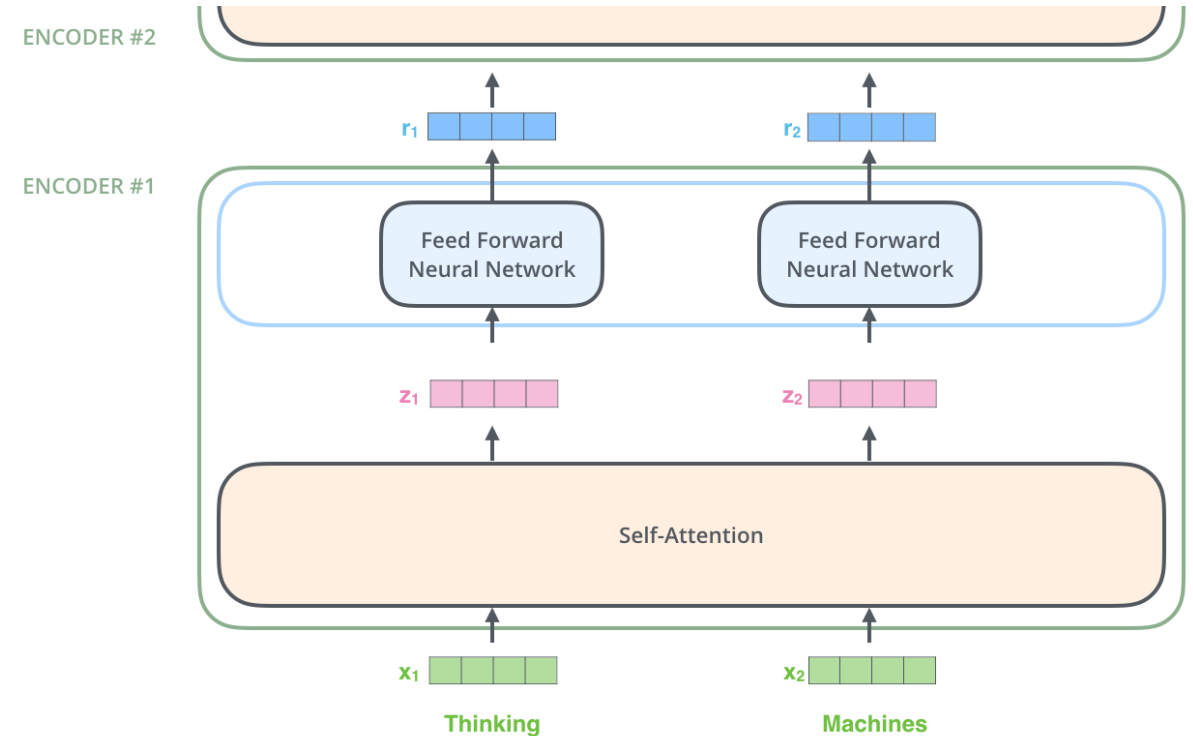 ENCODER #2
r₁
r₂
ENCODER #1
Feed Forward
Neural Network
Feed Forward
Neural Network
z₁
z₂
Self-Attention
x₁
x₂
Thinking
Machines